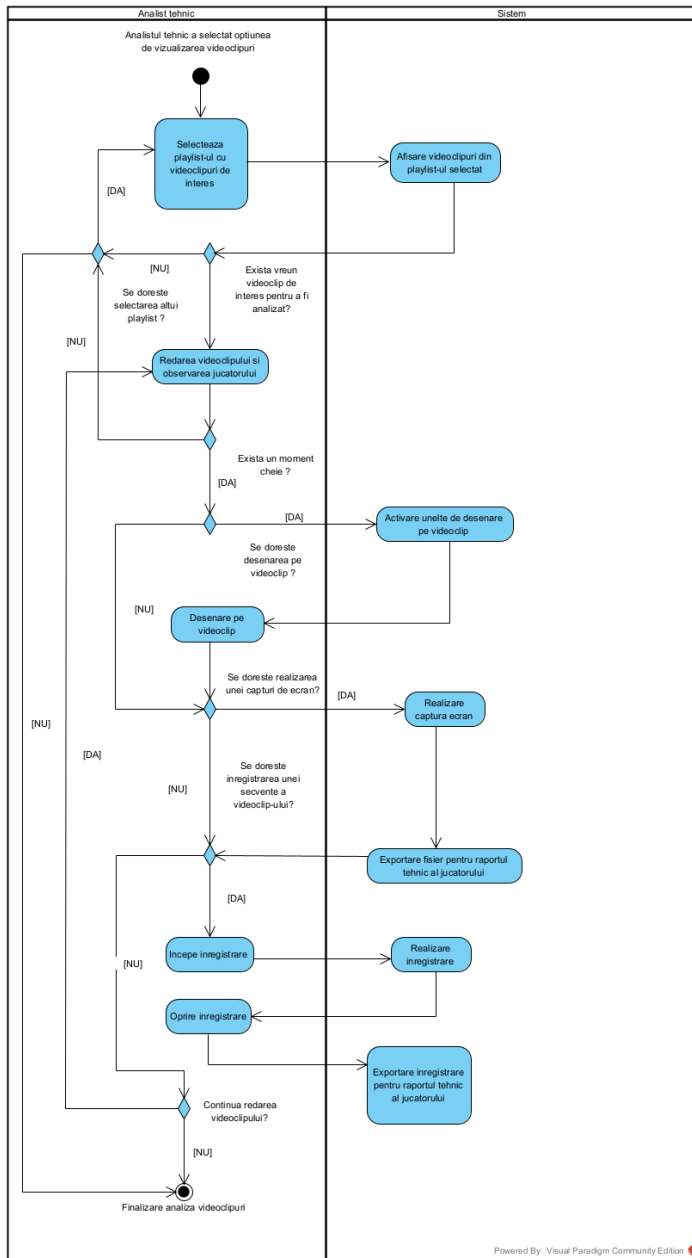 Analist tehnic
Sistem
Analistul tehnic a selectat optiunea
de vizualizarea videoclipuri
Selecteaza
playlist-ul cu
videoclipuri de
interes
Afisare videoclipuri din
playlist-ul selectat
[DA]
[NU]
Exista vreun
videoclip de
interes pentru a fi
analizat?
Se doreste
selectarea altui
playlist ?
[NU]
Redarea videoclipului si
observarea jucatorului
Exista un moment
cheie ?
[DA]
[DA]
Activare unelte de desenare
pe videoclip
Se doreste
desenarea pe
videoclip ?
[NU]
Desenare pe
videoclip
Se doreste realizarea
unei capturi de ecran?
[DA]
Realizare
captura ecran
[NU]
[DA]
Se doreste
inregistrarea unei
secvente a
videoclip-ului?
[NU]
Exportare fisier pentru raportul
tehnic al jucatorului
[DA]
Incepe inregistrare
Realizare
inregistrare
[NU]
Oprire inregistrare
Exportare inregistrare
pentru raportul tehnic
al jucatorului
Continua redarea
videoclipului?
[NU]
Finalizare analiza videoclipuri
Powered By Visual Paradigm Community Edition